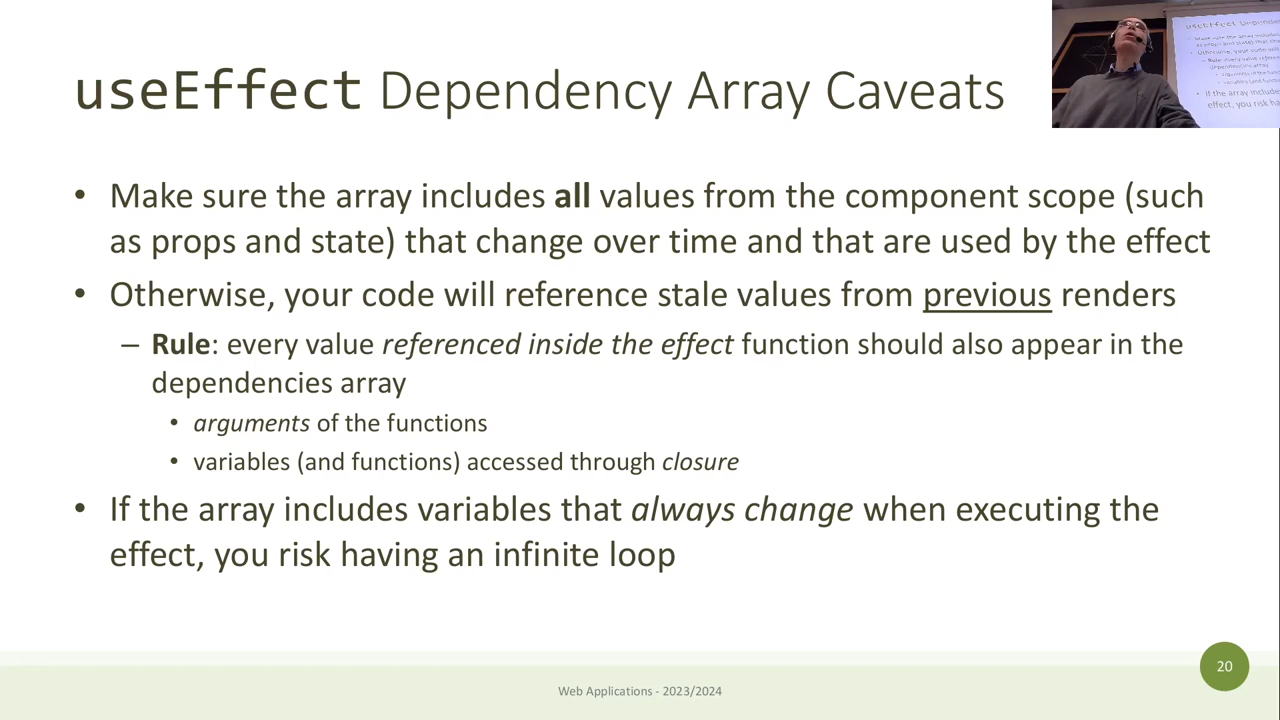 useEffect Dependency Array Caveats
• Make sure the array includes all values from the component scope (such
as props and state) that change over time and that are used by the effect
• Otherwise, your code will reference stale values from previous renders
– Rule: every value referenced inside the effect function should also appear in the
dependencies array
• arguments of the functions
• variables (and functions) accessed through closure
• If the array includes variables that always change when executing the
effect, you risk having an infinite loop
Web Applications - 2023/2024
20